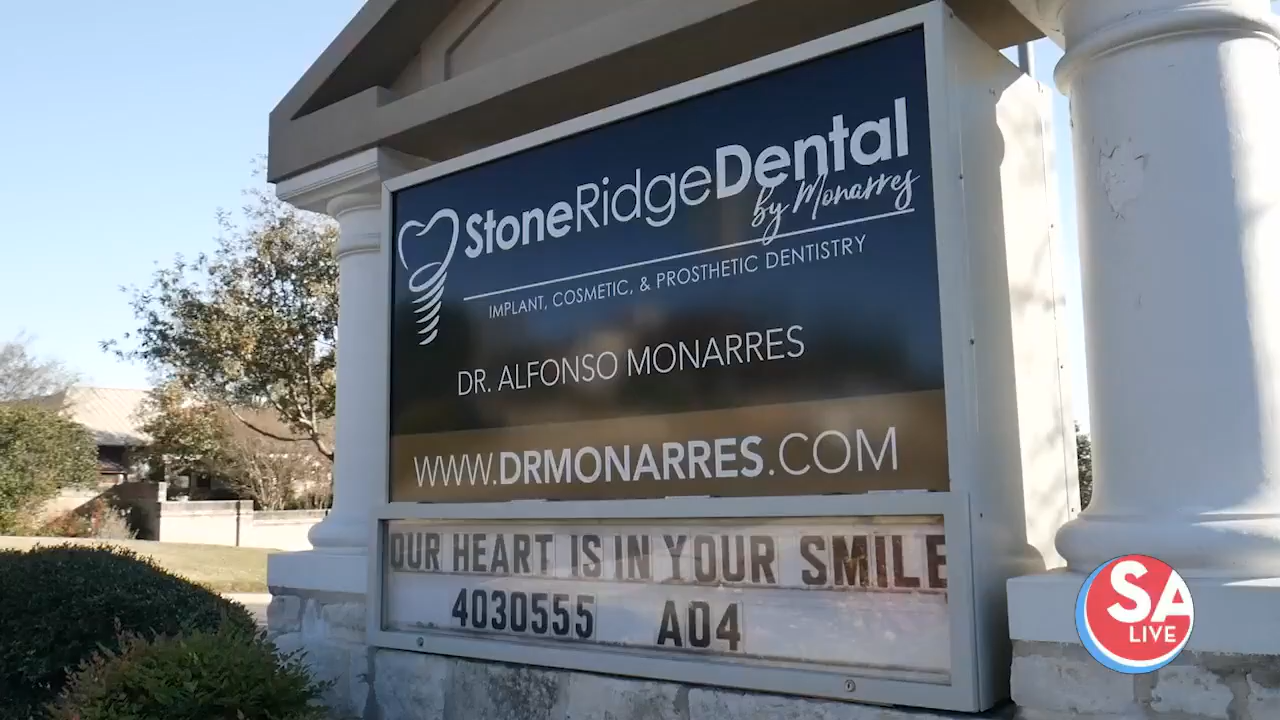 StoneRidgeDental
by Monarres
IMPLANT, COSMETIC, & PROSTHETIC DENTISTRY
DR. ALFONSO MONARRES
WWW.DRMONARRES.COM
OUR HEART IS IN YOUR SMILE
4030555 A04
SA
LIVE